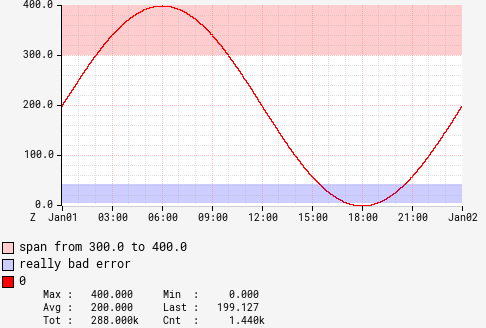 400.0
300.0
200.0
100.0
0.0
Z Jan01 03:00 06:00 09:00 12:00 15:00 18:00 21:00 Jan02
span from 300.0 to 400.0
really bad error
0
Max : 400.000 Min : 0.000
Avg : 200.000 Last : 199.127
Tot : 288.000k Cnt : 1.440k